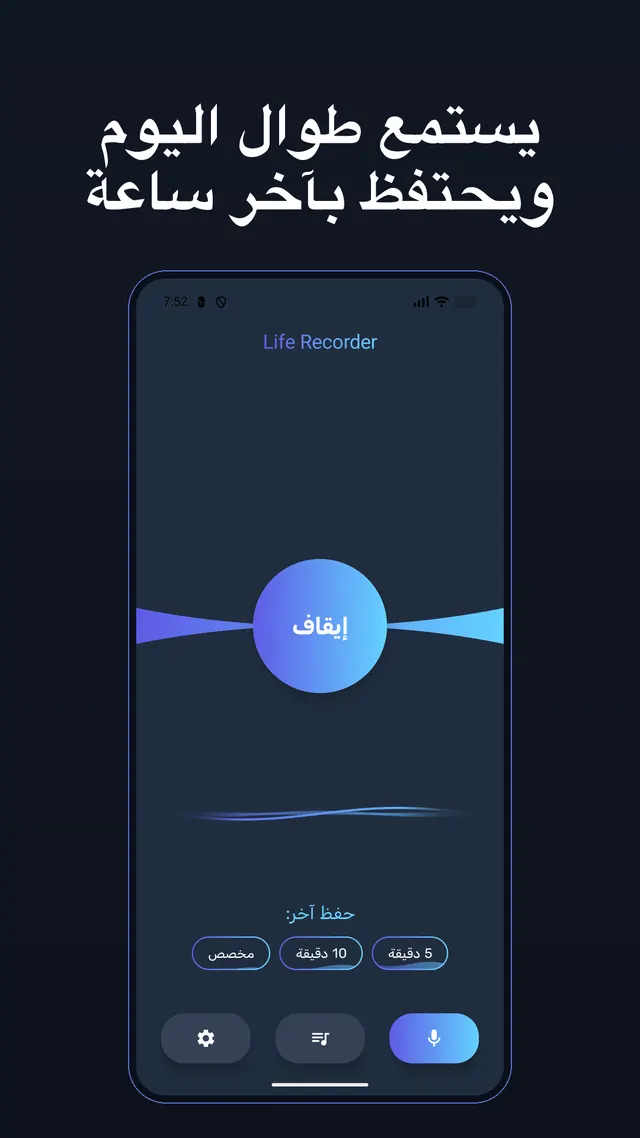 يستمع طوال اليوم
ويحتفظ بآخر ساعة
7:52
Life Recorder
إيقاف
حفظ آخر:
5 دقيقة
10 دقيقة
مخصص